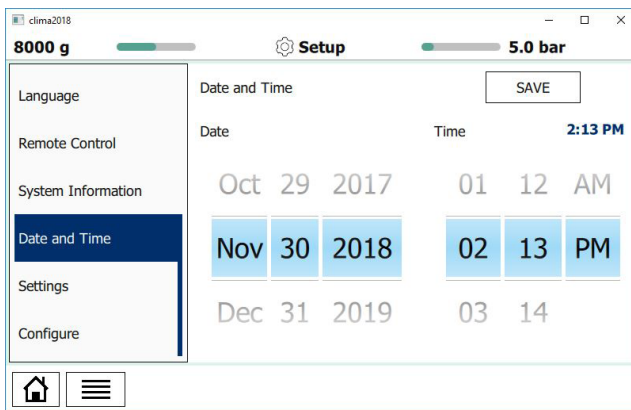 clima2018
8000 g Setup 5.0 bar
Language
Remote Control
System Information
Date and Time
Settings
Configure
Date and Time SAVE
Date Time 2:13 PM
Oct 29 2017 01 12 AM
Nov 30 2018 02 13 PM
Dec 31 2019 03 14